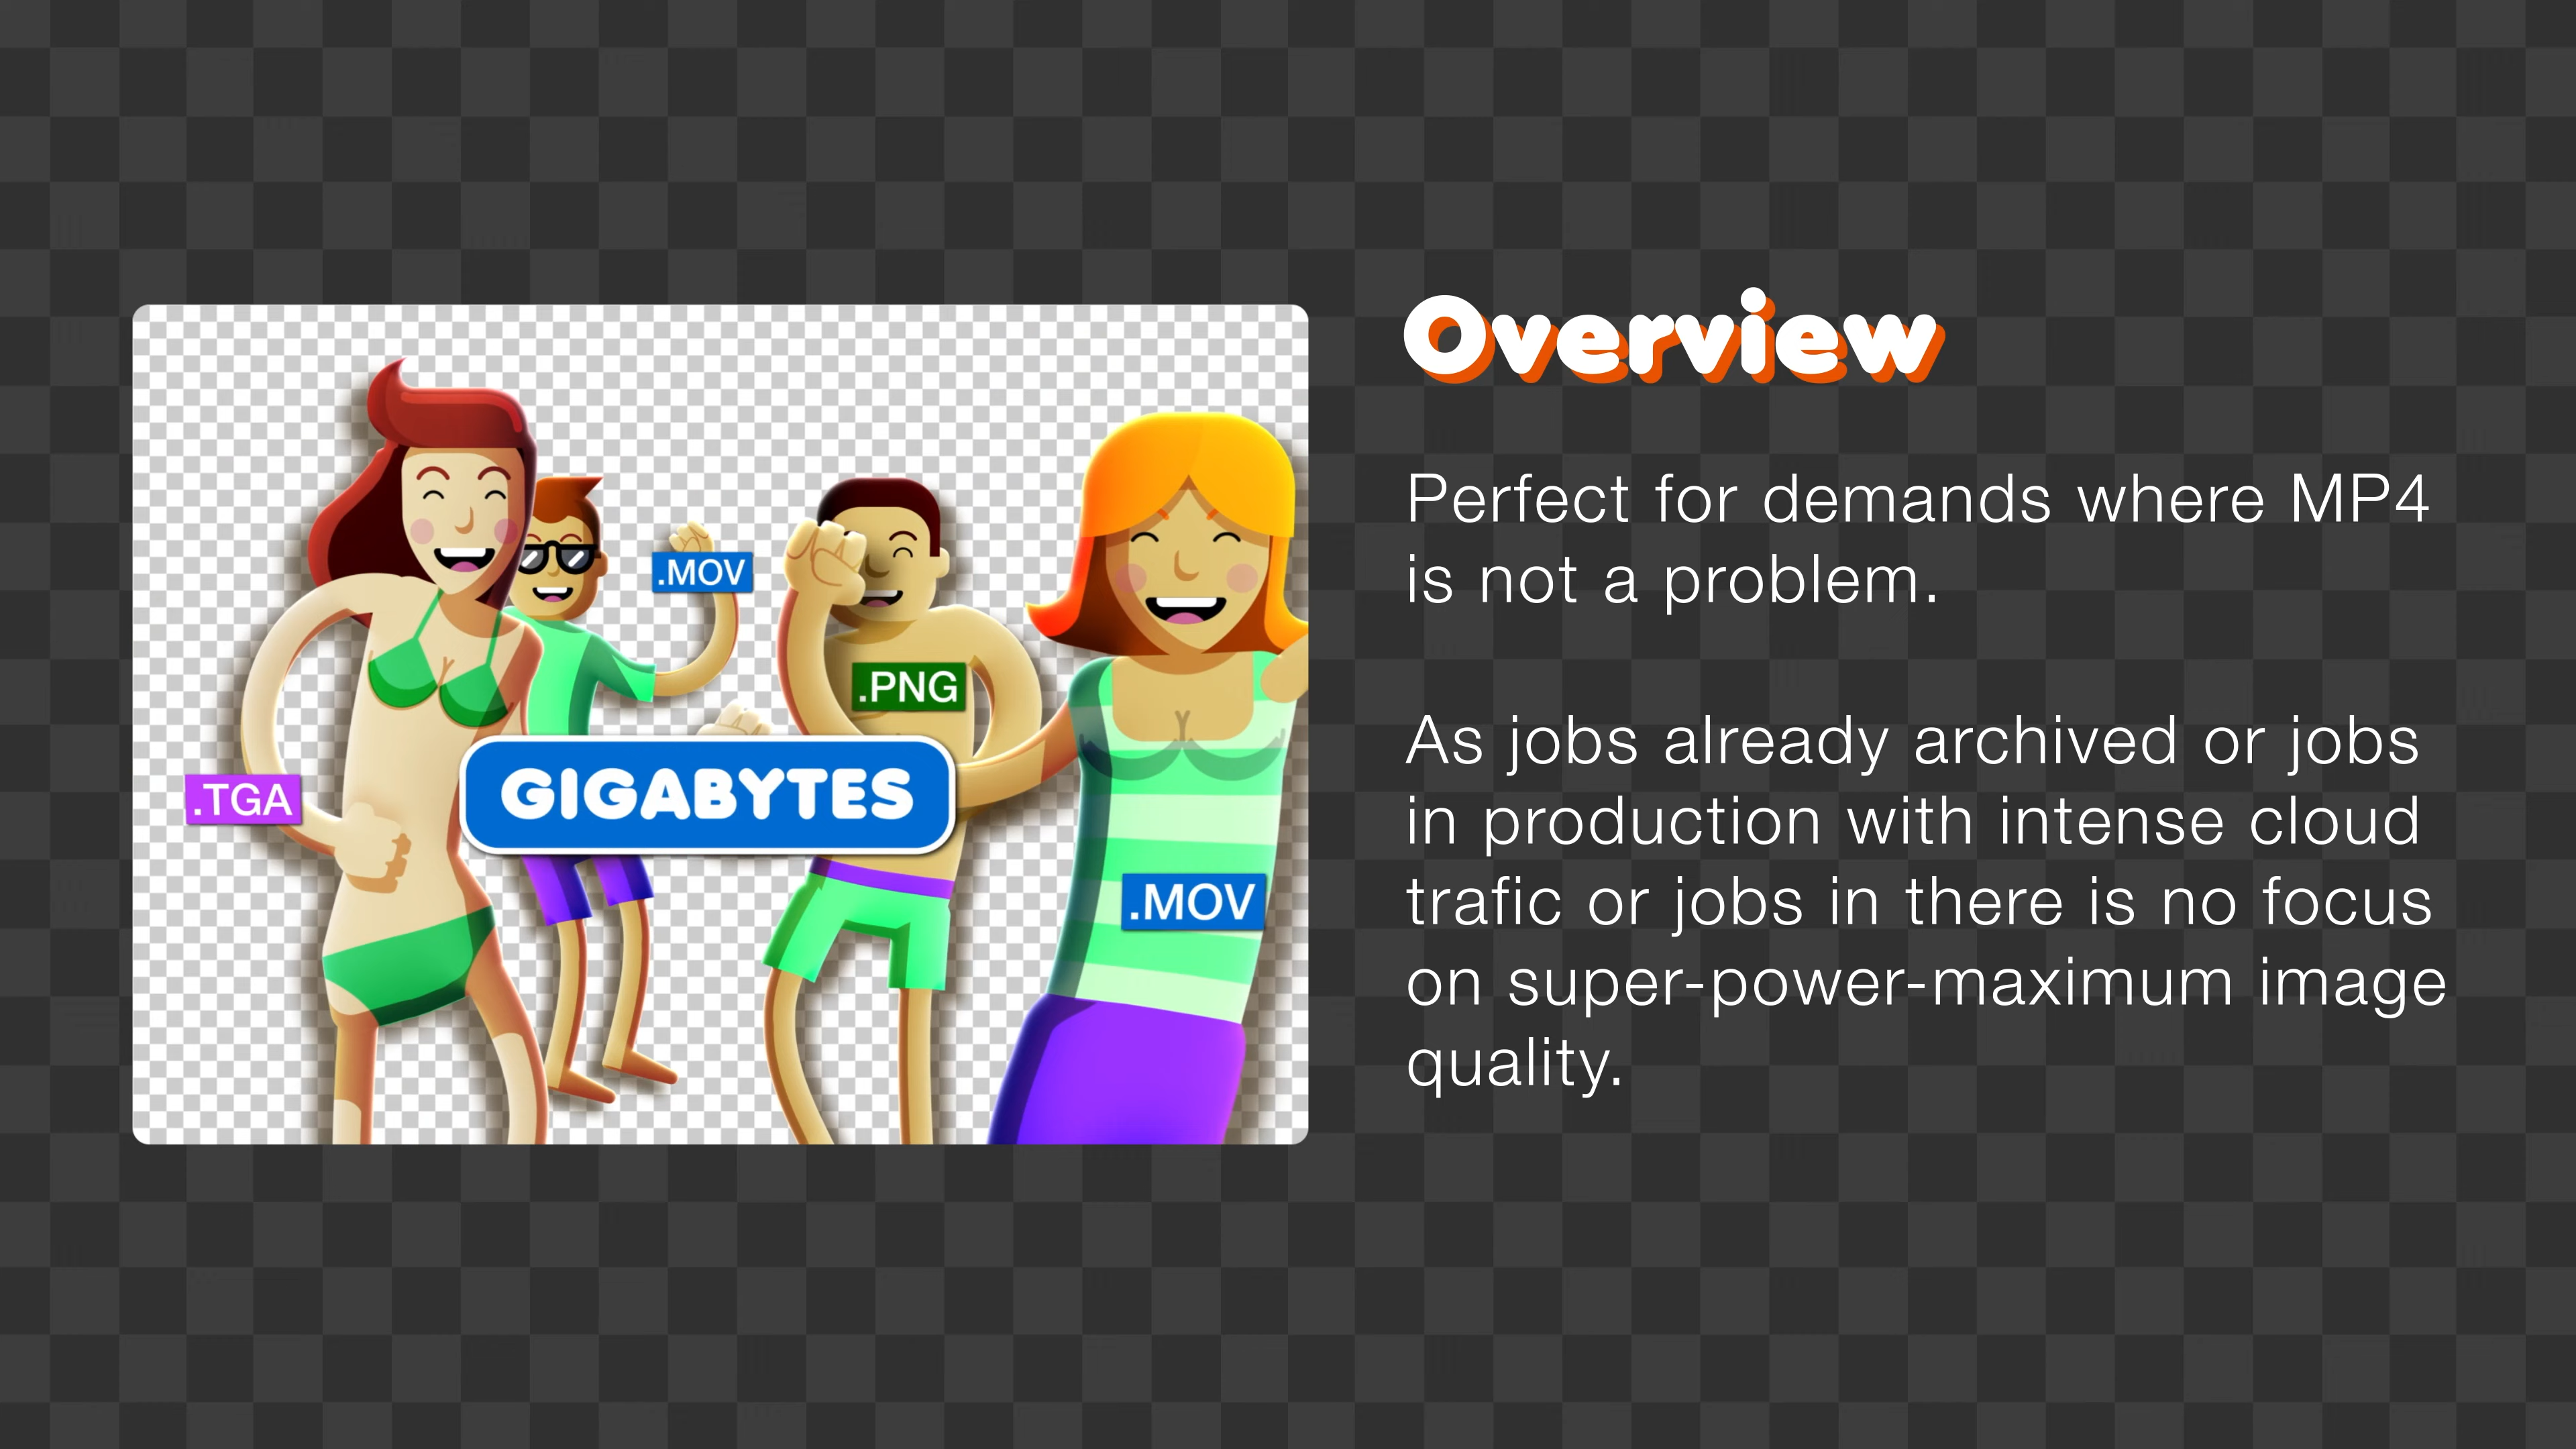 Overview
Perfect for demands where MP4
is not a problem.
As jobs already archived or jobs
in production with intense cloud
trafic or jobs in there is no focus
on super-power-maximum image
quality.
.MOV
.PNG
.TGA
GIGABYTES
.MOV